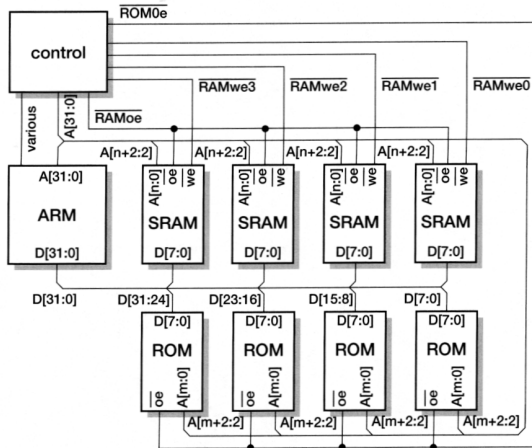 ROM0e
control
RAMwe3
RAMwe2
RAMwe1
RAMwe0
various
A[31:0]
RAMoe
A[n+2:2]
A[n+2:2]
A[n+2:2]
A[n+2:2]
A[31:0]
ARM
D[31:0]
A[n:0]
oe
we
SRAM
D[7:0]
A[n:0]
oe
we
SRAM
D[7:0]
A[n:0]
oe
we
SRAM
D[7:0]
A[n:0]
oe
we
SRAM
D[7:0]
D[31:0]
D[31:24]
D[23:16]
D[15:8]
D[7:0]
D[7:0]
ROM
oe
A[m:0]
D[7:0]
ROM
oe
A[m:0]
D[7:0]
ROM
oe
A[m:0]
D[7:0]
ROM
oe
A[m:0]
A[m+2:2]
A[m+2:2]
A[m+2:2]
A[m+2:2]